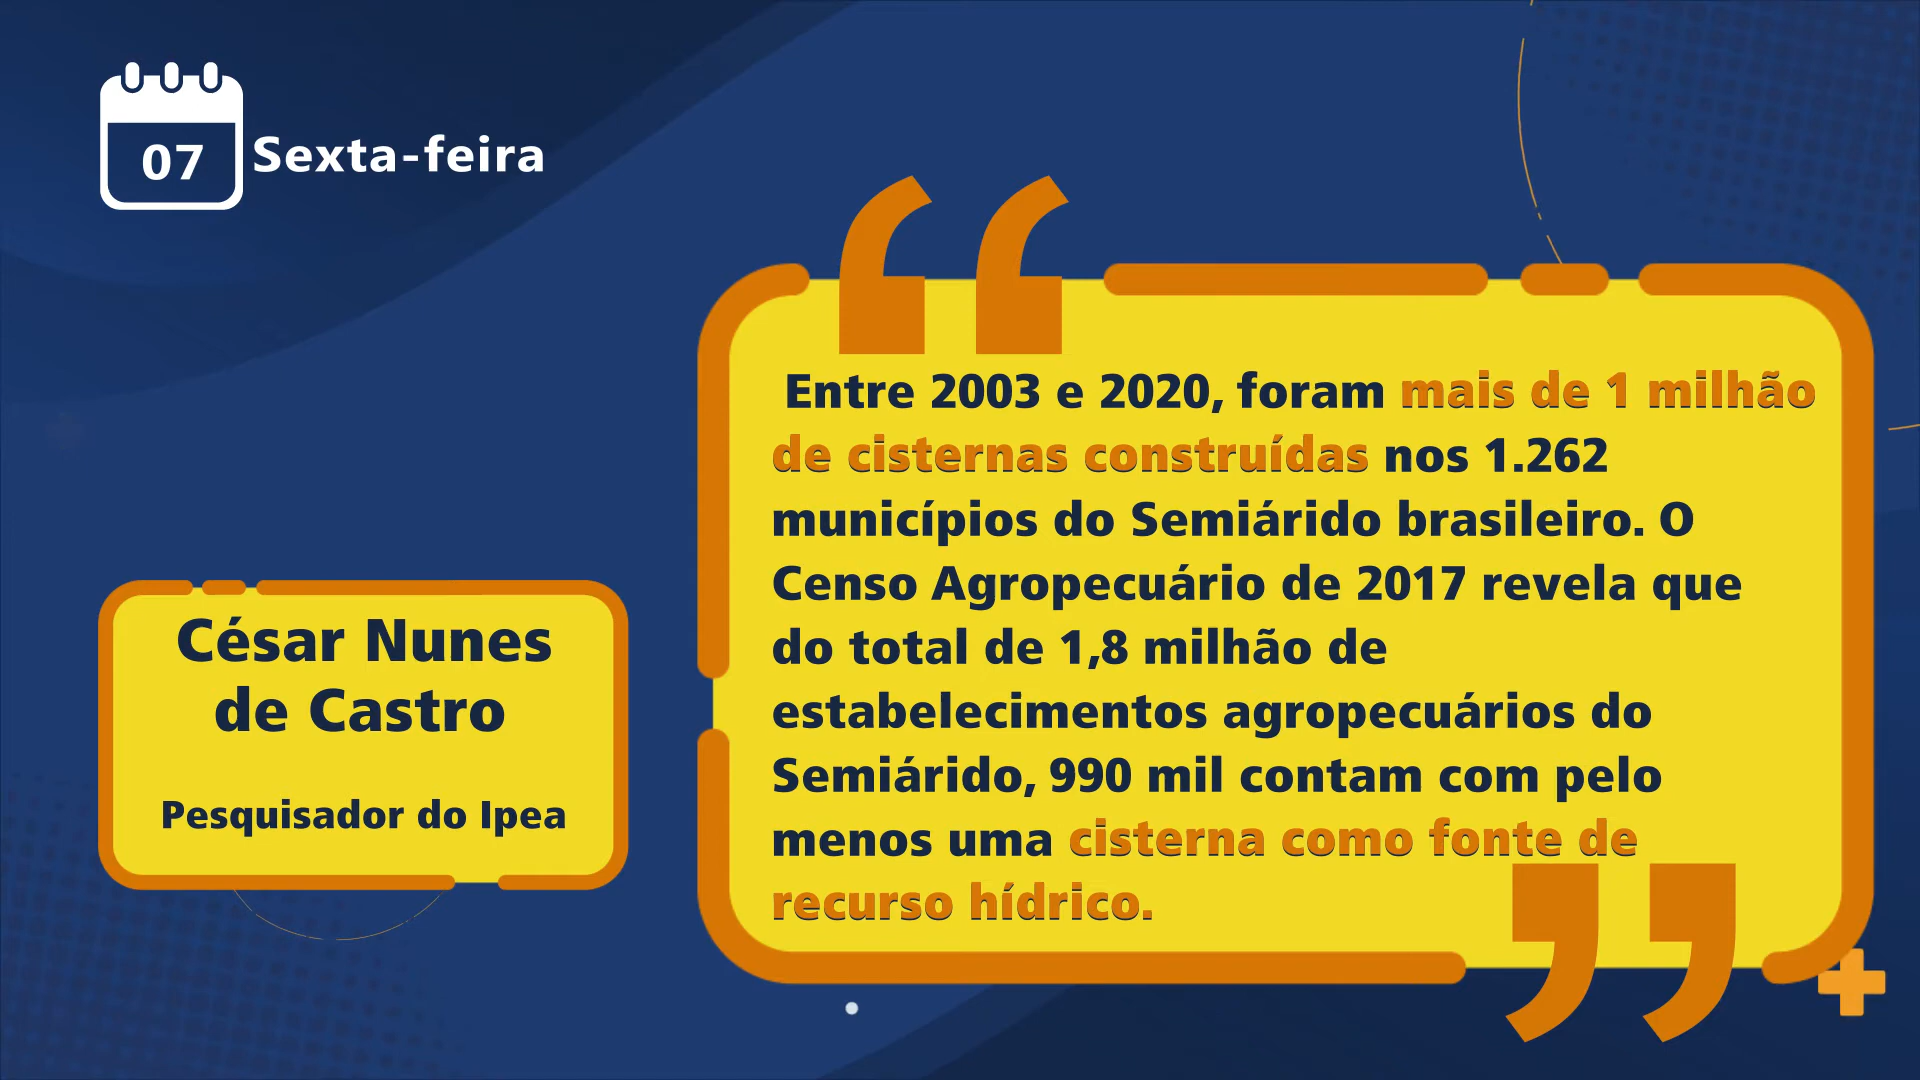 07
Sexta-feira
César Nunes
de Castro
Pesquisador do Ipea
Entre 2003 e 2020, foram mais de 1 milhão
de cisternas construídas nos 1.262
municípios do Semiárido brasileiro. O
Censo Agropecuário de 2017 revela que
do total de 1,8 milhão de
estabelecimentos agropecuários do
Semiárido, 990 mil contam com pelo
menos uma cisterna como fonte de
recurso hídrico.